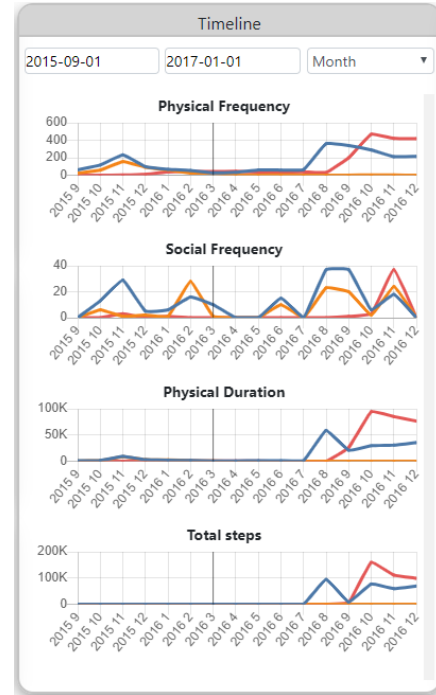 Timeline
2015-09-01 2017-01-01 Month
Physical Frequency
600
400
200
0
2015 9 2015 10 2015 11 2015 12 2016 1 2016 2 2016 3 2016 4 2016 5 2016 6 2016 7 2016 8 2016 9 2016 10 2016 11 2016 12
Social Frequency
40
20
0
2015 9 2015 10 2015 11 2015 12 2016 1 2016 2 2016 3 2016 4 2016 5 2016 6 2016 7 2016 8 2016 9 2016 10 2016 11 2016 12
Physical Duration
100K
50K
0
2015 9 2015 10 2015 11 2015 12 2016 1 2016 2 2016 3 2016 4 2016 5 2016 6 2016 7 2016 8 2016 9 2016 10 2016 11 2016 12
Total steps
200K
100K
0
2015 9 2015 10 2015 11 2015 12 2016 1 2016 2 2016 3 2016 4 2016 5 2016 6 2016 7 2016 8 2016 9 2016 10 2016 11 2016 12